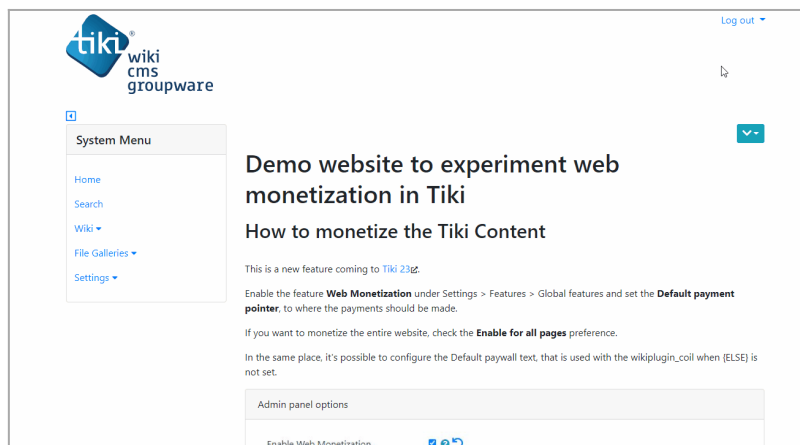 Log out
tiki®
wiki
cms
groupware
System Menu
Home
Search
Wiki
File Galleries
Settings
Demo website to experiment web
monetization in Tiki
How to monetize the Tiki Content
This is a new feature coming to Tiki 23.
Enable the feature Web Monetization under Settings > Features > Global features and set the Default payment
pointer, to where the payments should be made.
If you want to monetize the entire website, check the Enable for all pages preference.
In the same place, it's possible to configure the Default paywall text, that is used with the wikiplugin_coil when {ELSE} is
not set.
Admin panel options
Enable Web Monetization